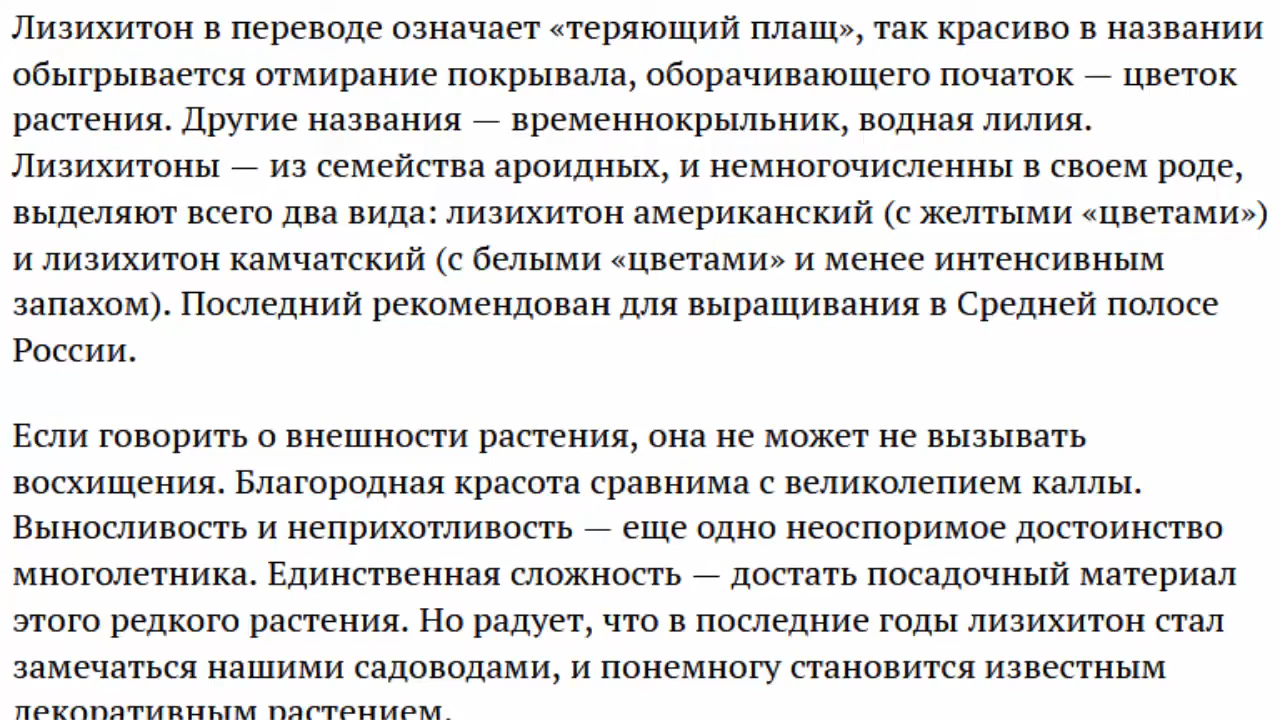 Лизихитон в переводе означает «теряющий плащ», так красиво в названии
обыгрывается отмирание покрывала, оборачивающего початок — цветок
растения. Другие названия — временнокрыльник, водная лилия.
Лизихитоны — из семейства ароидных, и немногочисленны в своем роде,
выделяют всего два вида: лизихитон американский (с желтыми «цветами»)
и лизихитон камчатский (с белыми «цветами» и менее интенсивным
запахом). Последний рекомендован для выращивания в Средней полосе
России.
Если говорить о внешности растения, она не может не вызывать
восхищения. Благородная красота сравнима с великолепием каллы.
Выносливость и неприхотливость — еще одно неоспоримое достоинство
многолетника. Единственная сложность — достать посадочный материал
этого редкого растения. Но радует, что в последние годы лизихитон стал
замечаться нашими садоводами, и понемногу становится известным
декоративным растением.